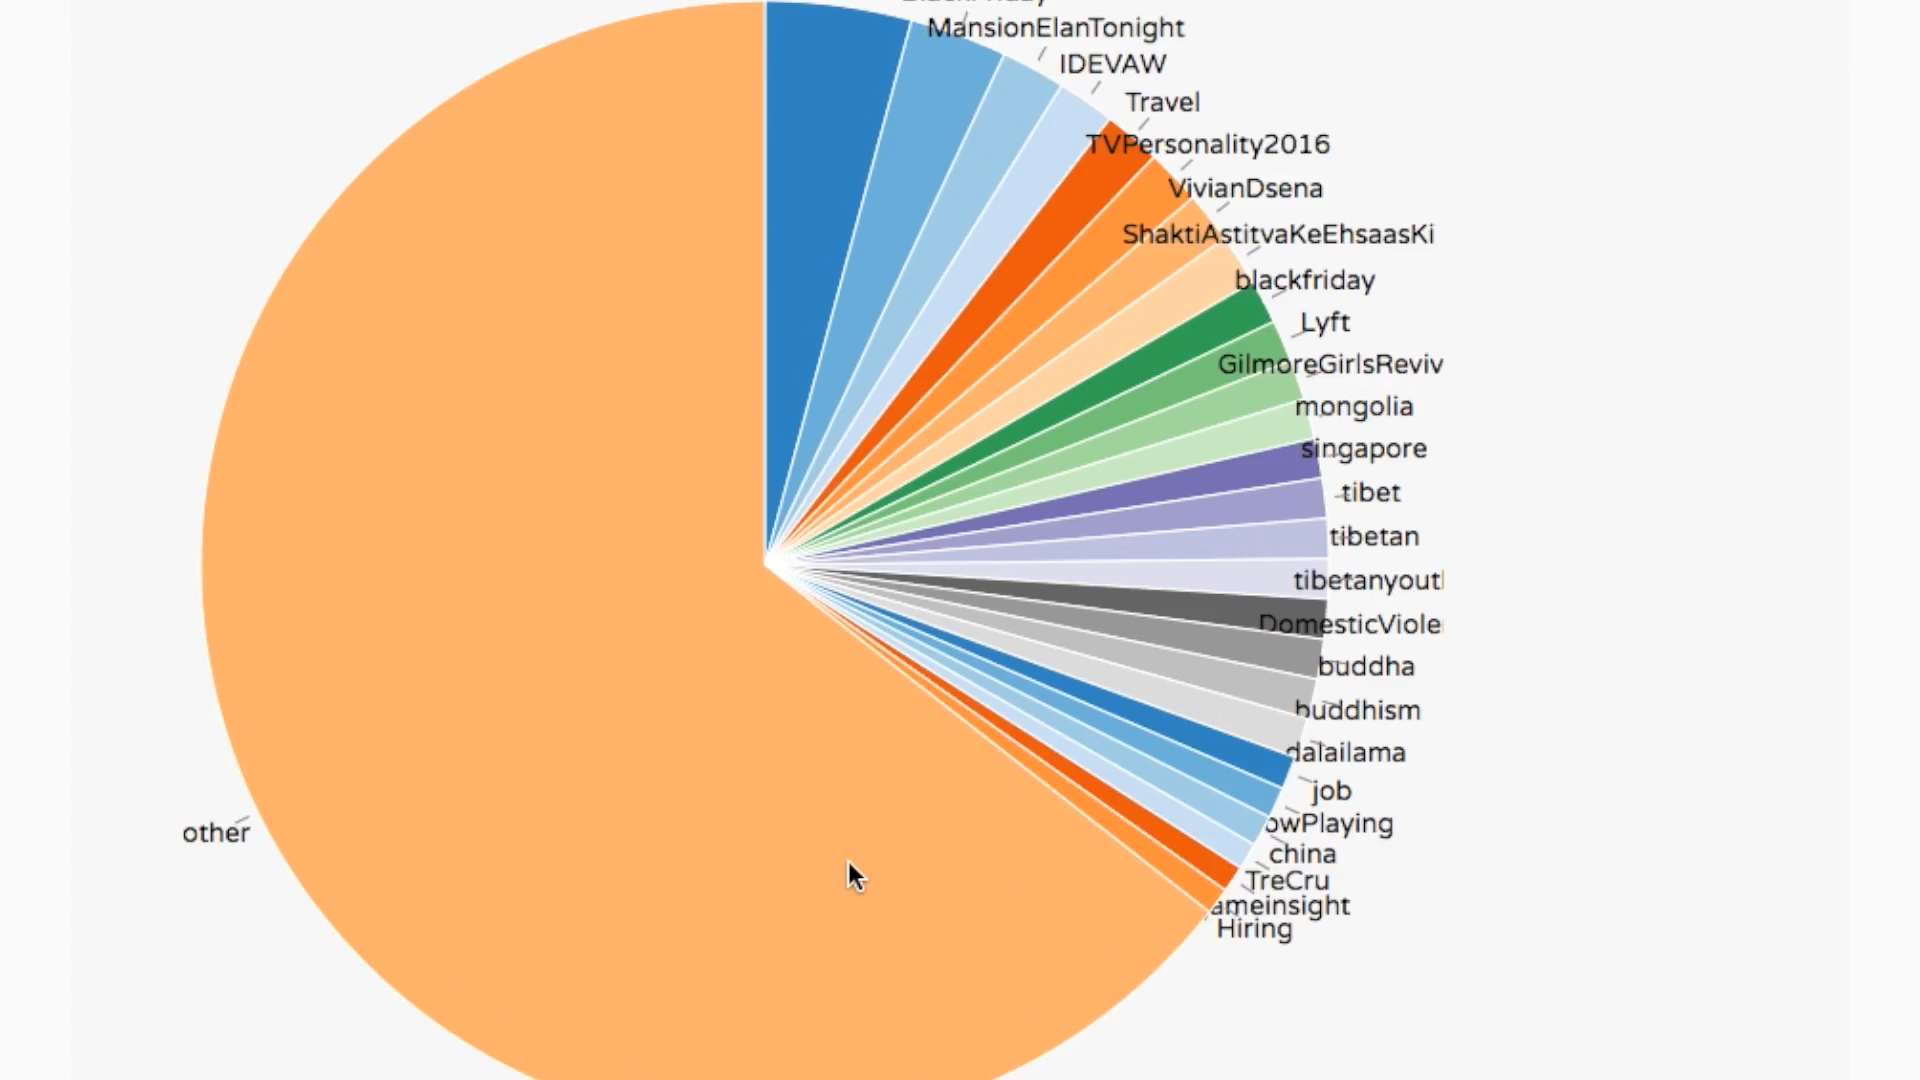 MansionElanTonight
IDEVAW
Travel
TVPersonality2016
VivianDsena
ShaktiAstitvaKeEhsaasKi
blackfriday
Lyft
GilmoreGirlsReviv
mongolia
singapore
tibet
tibetan
tibetanyout
DomesticViole
buddha
buddhism
dalailama
job
owPlaying
china
TreCru
ameinsight
Hiring
other